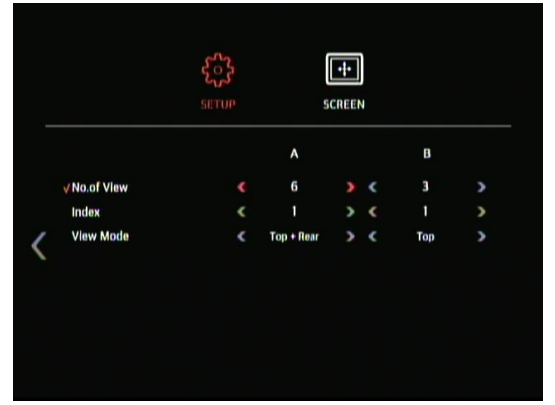 SETUP SCREEN
A B
√No.of View < 6 > < 3 >
Index < 1 > < 1 >
View Mode < Top + Rear > < Top >